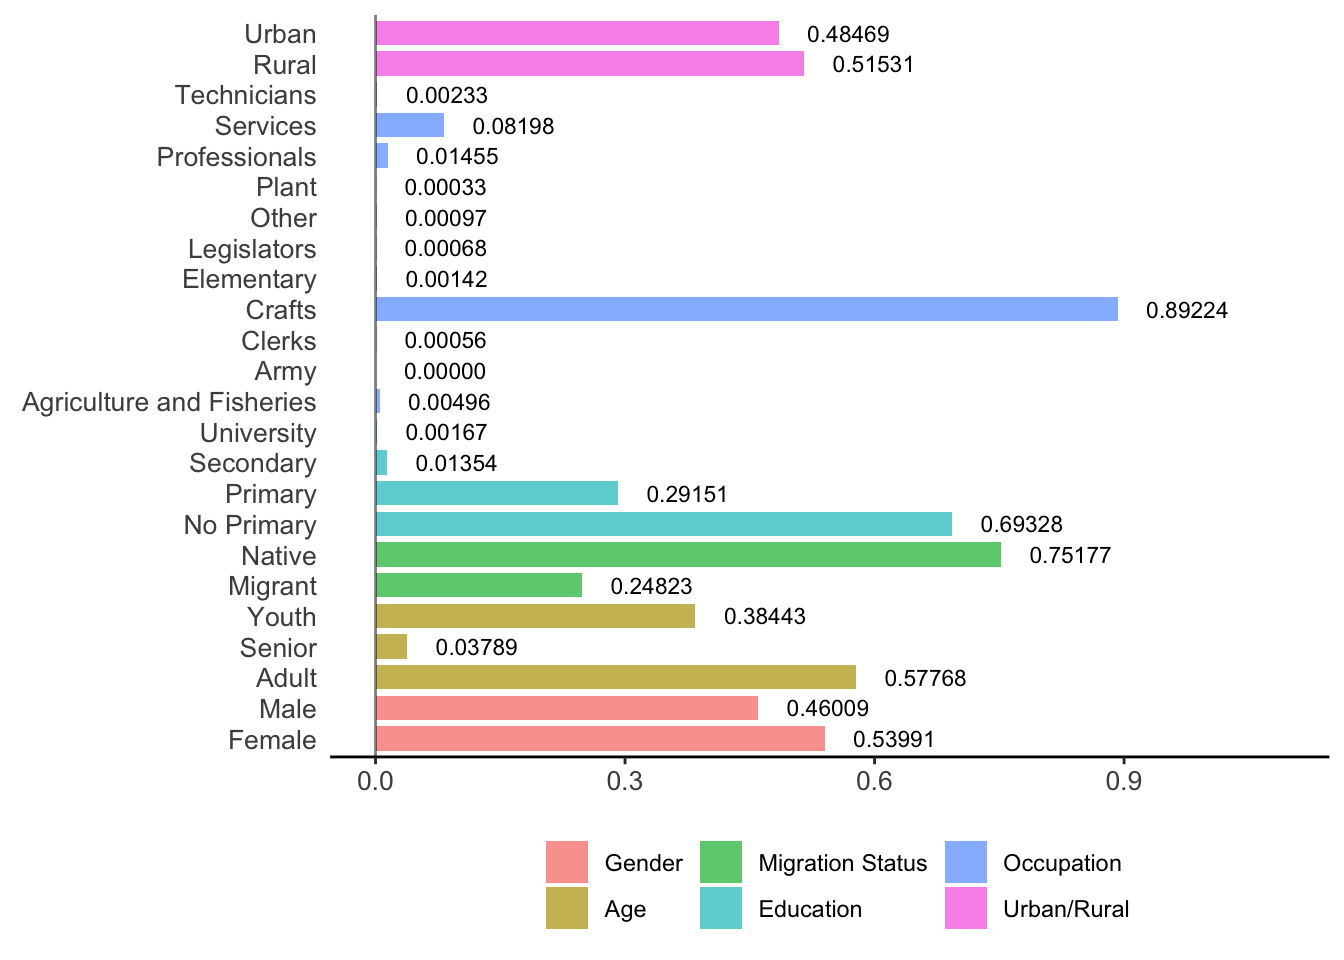 Urban 0.48469
Rural 0.51531
Technicians 0.00233
Services 0.08198
Professionals 0.01455
Plant 0.00033
Other 0.00097
Legislators 0.00068
Elementary 0.00142
Crafts 0.89224
Clerks 0.00056
Army 0.00000
Agriculture and Fisheries 0.00496
University 0.00167
Secondary 0.01354
Primary 0.29151
No Primary 0.69328
Native 0.75177
Migrant 0.24823
Youth 0.38443
Senior 0.03789
Adult 0.57768
Male 0.46009
Female 0.53991
0.0 0.3 0.6 0.9
Gender Migration Status Occupation
Age Education Urban/Rural